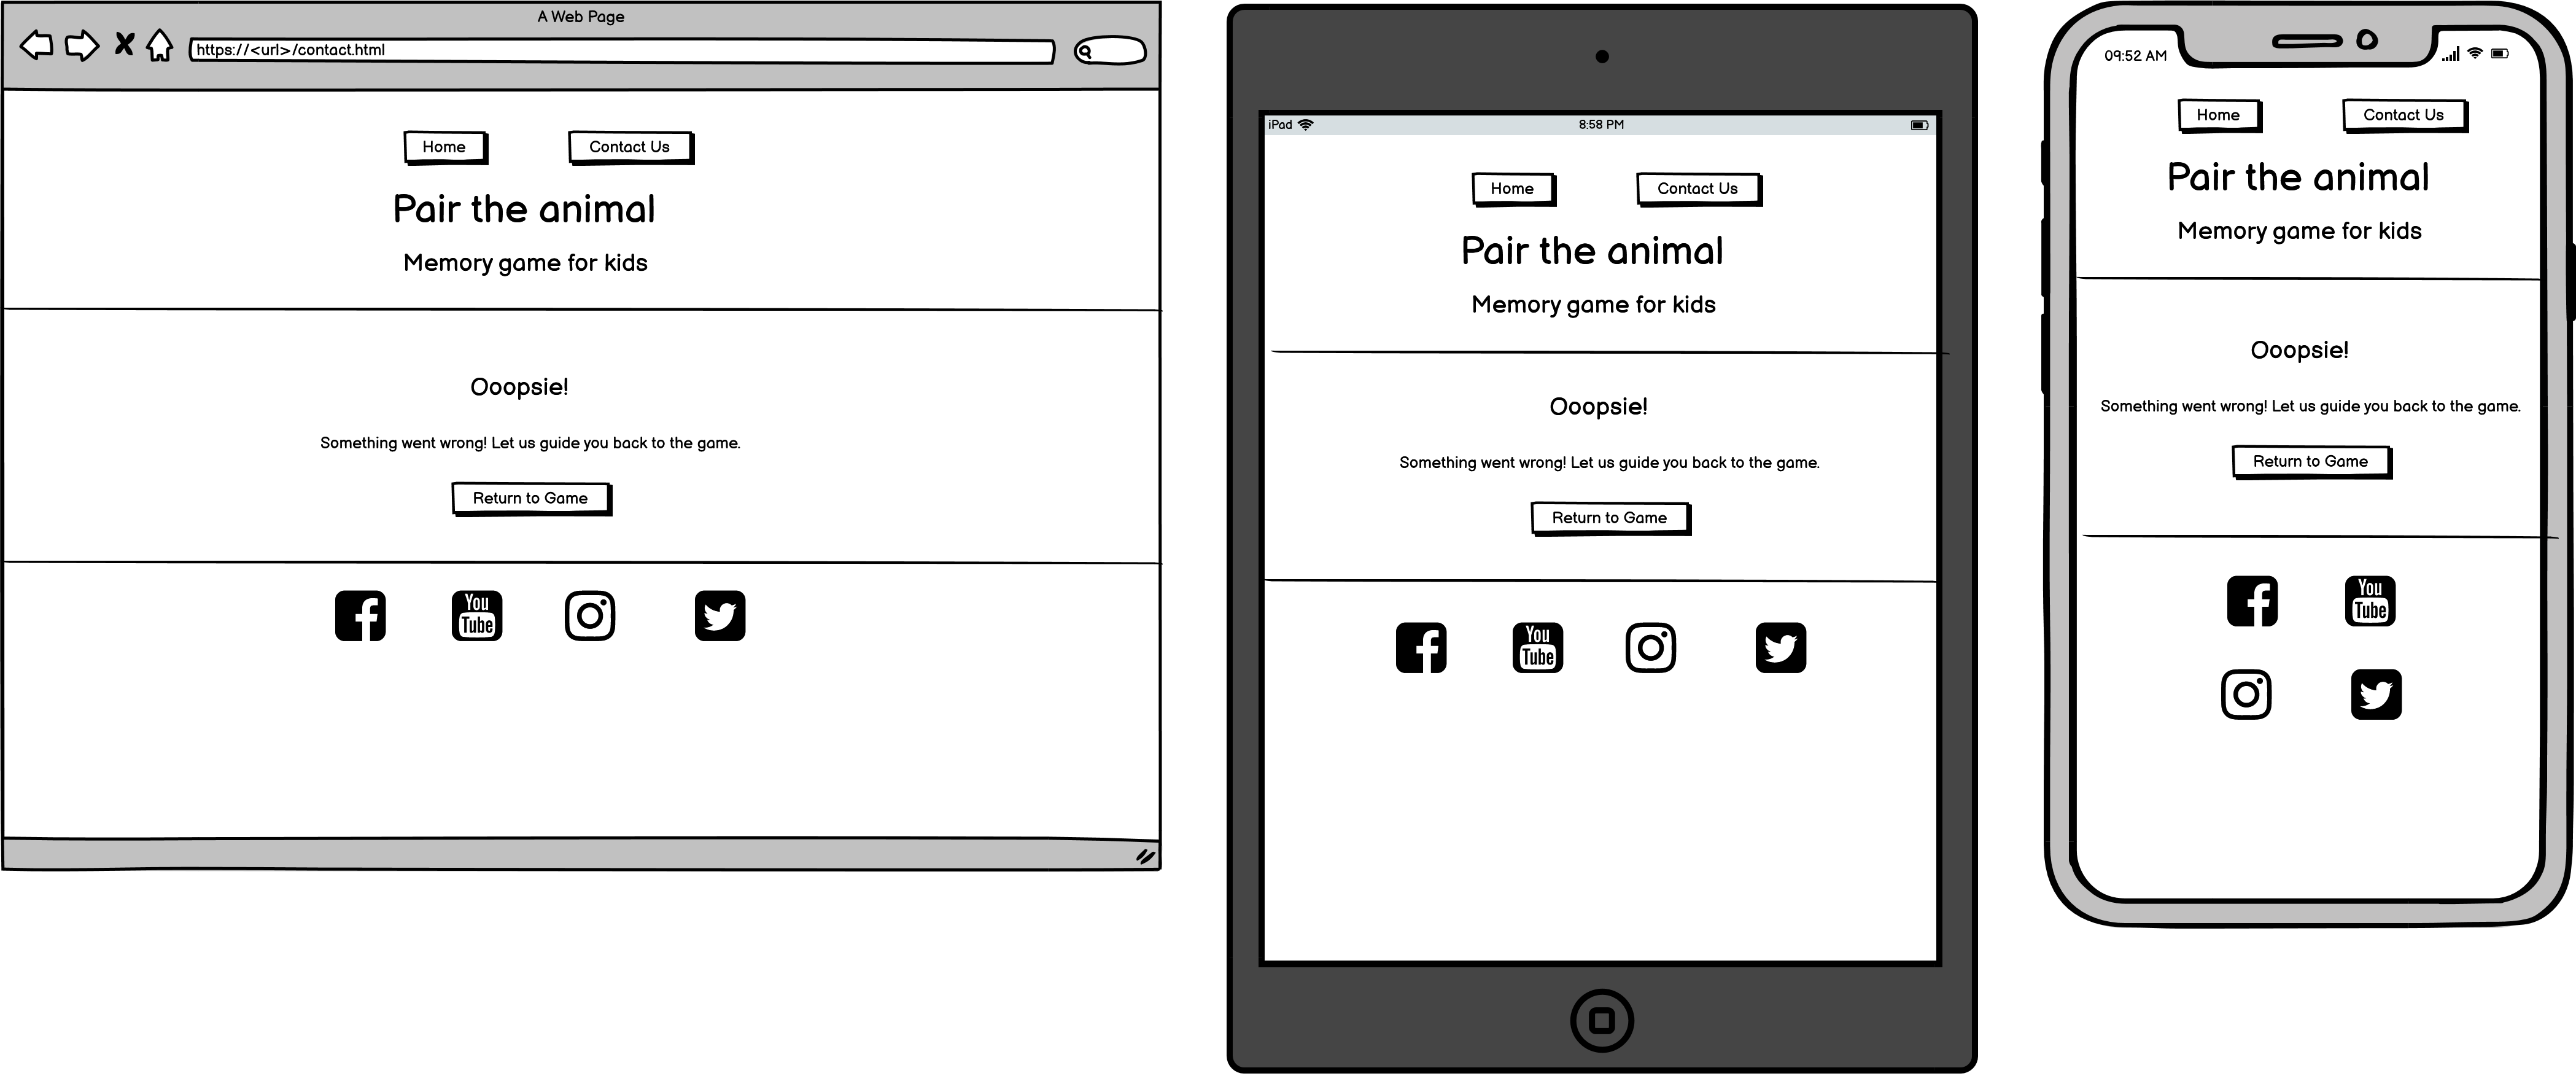 A Web Page
https://<url>/contact.html
Home Contact Us
Pair the animal
Memory game for kids
Ooopsie!
Something went wrong! Let us guide you back to the game.
Return to Game
You
Tube
iPad 8:58 PM
Home Contact Us
Pair the animal
Memory game for kids
Ooopsie!
Something went wrong! Let us guide you back to the game.
Return to Game
You
Tube
09:52 AM
Home Contact Us
Pair the animal
Memory game for kids
Ooopsie!
Something went wrong! Let us guide you back to the game.
Return to Game
You
Tube